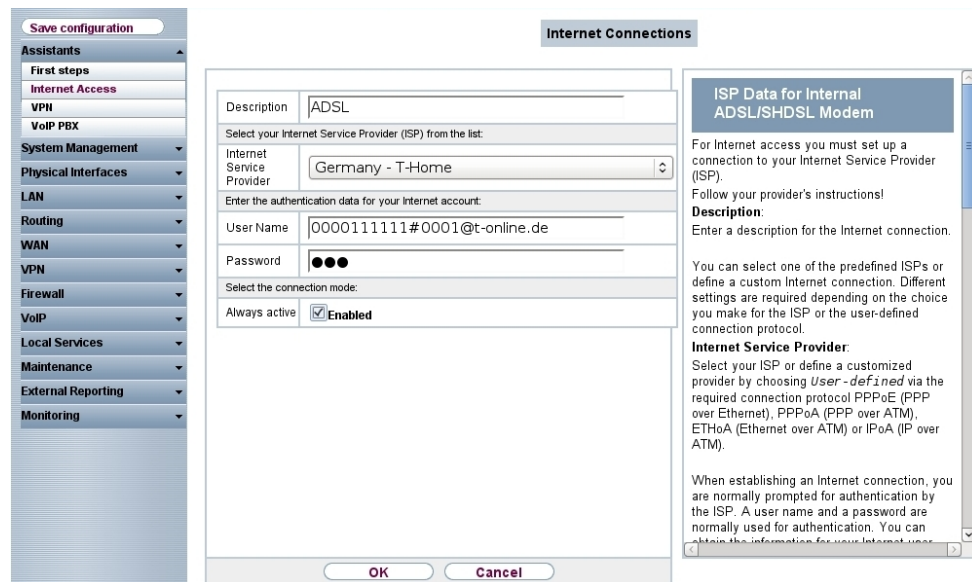 Save configuration
Assistants
First steps
Internet Access
VPN
VoIP PBX
System Management
Physical Interfaces
LAN
Routing
WAN
VPN
Firewall
VoIP
Local Services
Maintenance
External Reporting
Monitoring
Internet Connections
Description ADSL
Select your Internet Service Provider (ISP) from the list:
Internet
Service
Provider
Germany - T-Home
Enter the authentication data for your Internet account:
User Name 0000111111#0001@t-online.de
Password ●●●
Select the connection mode:
Always active Enabled
OK Cancel
ISP Data for Internal
ADSL/SHDSL Modem
For Internet access you must set up a
connection to your Internet Service Provider
(ISP).
Follow your provider's instructions!
Description:
Enter a description for the Internet connection.
You can select one of the predefined ISPs or
define a custom Internet connection. Different
settings are required depending on the choice
you make for the ISP or the user-defined
connection protocol.
Internet Service Provider:
Select your ISP or define a customized
provider by choosing User-defined via the
required connection protocol PPPoE (PPP
over Ethernet), PPPoA (PPP over ATM),
ETHoA (Ethernet over ATM) or IPoA (IP over
ATM).
When establishing an Internet connection, you
are normally prompted for authentication by
the ISP. A user name and a password are
normally used for authentication. You can
obtain the information for your Internet user